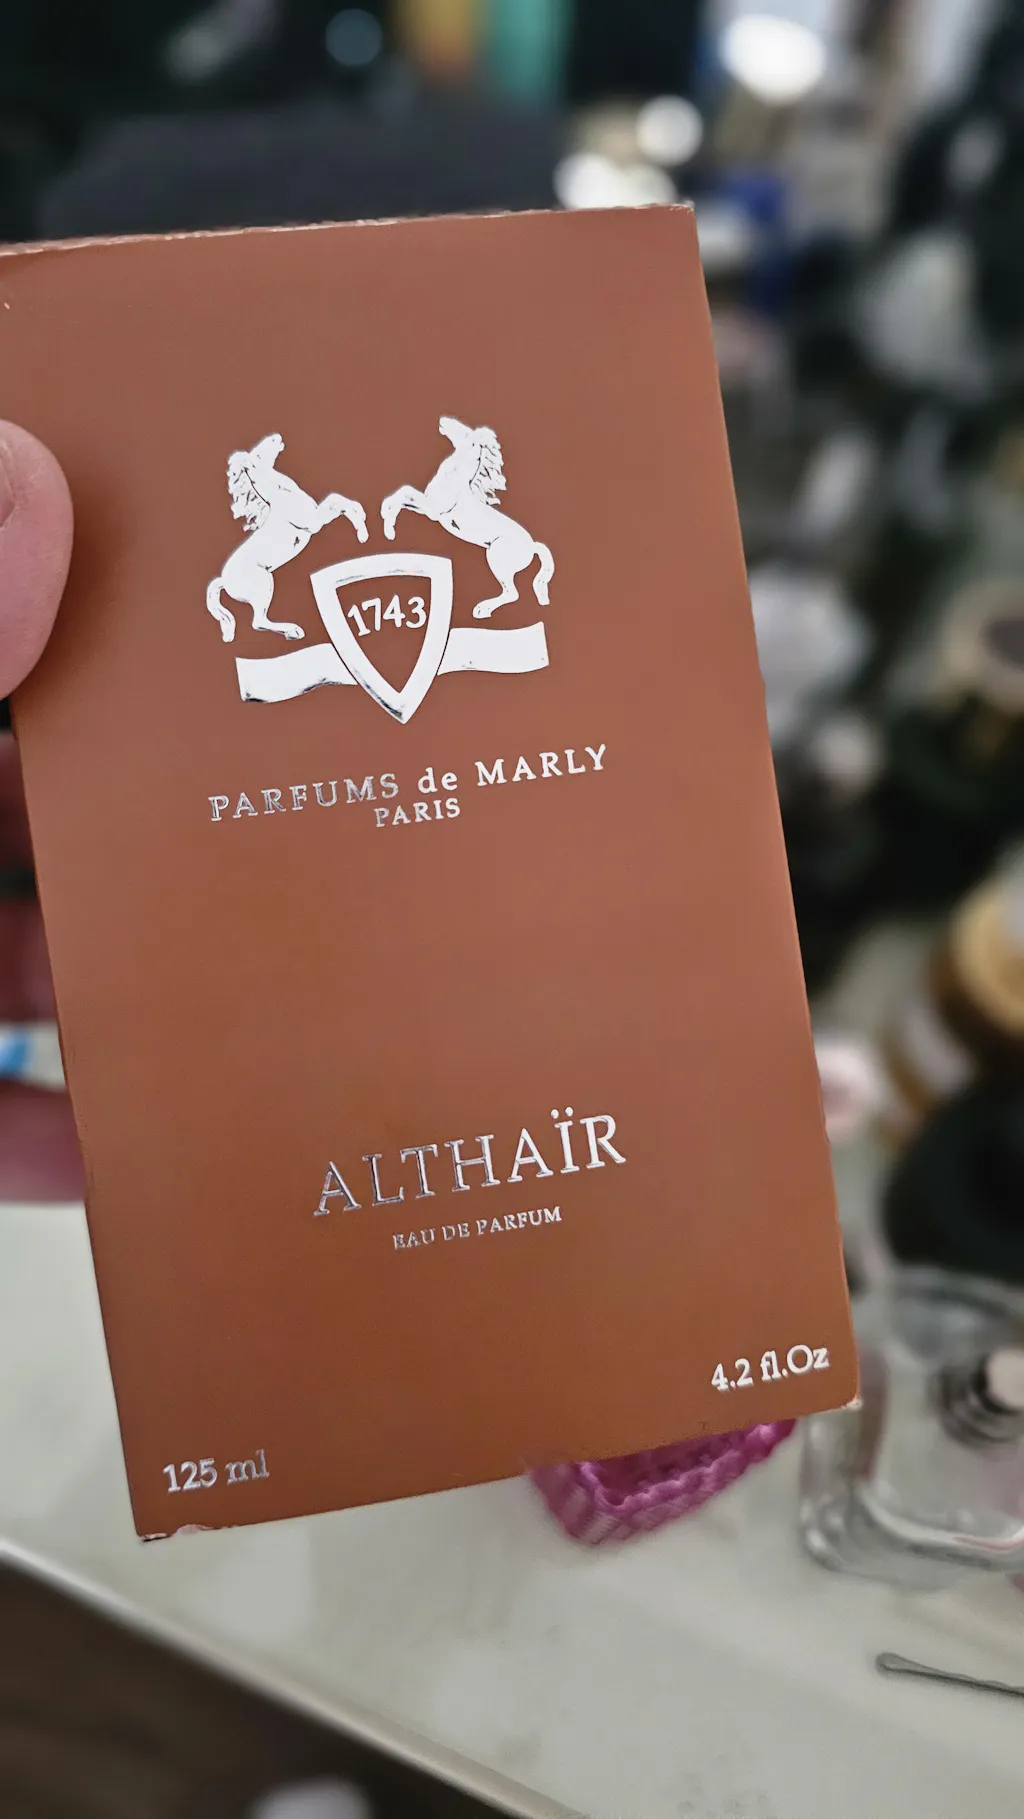 1743
PARFUMS de MARLY
PARIS
ALTHAÏR
EAU DE PARFUM
4.2 fl.Oz
125 ml